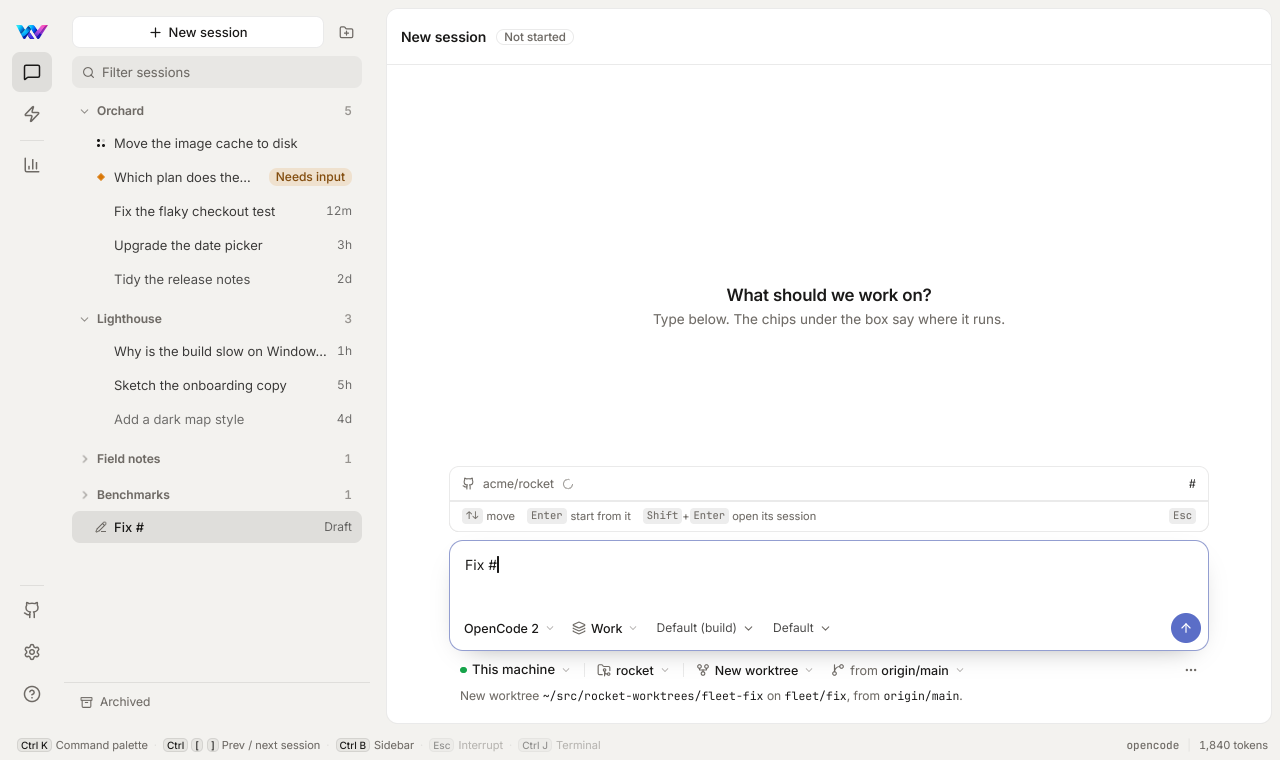 New session
Filter sessions
Orchard 5
Move the image cache to disk
Which plan does the... Needs input
Fix the flaky checkout test 12m
Upgrade the date picker 3h
Tidy the release notes 2d
Lighthouse 3
Why is the build slow on Window... 1h
Sketch the onboarding copy 5h
Add a dark map style 4d
Field notes 1
Benchmarks 1
Fix # Draft
Archived
New session Not started
What should we work on?
Type below. The chips under the box say where it runs.
acme/rocket #
↑↓ move Enter start from it Shift+Enter open its session Esc
Fix #
OpenCode 2 Work Default (build) Default
This machine rocket New worktree from origin/main
New worktree ~/src/rocket-worktrees/fleet-fix on fleet/fix, from origin/main.
Ctrl K Command palette · Ctrl [ ] Prev / next session · Ctrl B Sidebar · Esc Interrupt · Ctrl J Terminal opencode 1,840 tokens